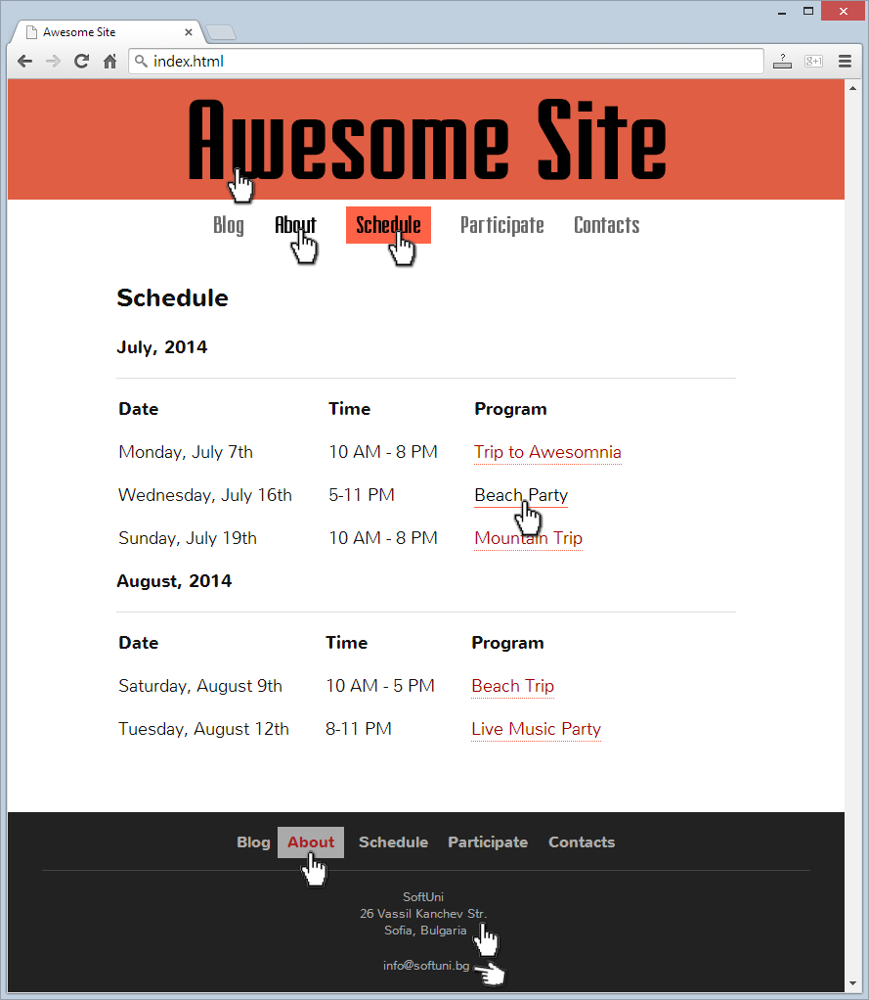 Awesome Site
index.html
g+1
Awesome Site
Blog About Schedule Participate Contacts
Schedule
July, 2014
Date Time Program
Monday, July 7th 10 AM - 8 PM Trip to Awesomnia
Wednesday, July 16th 5-11 PM Beach Party
Sunday, July 19th 10 AM - 8 PM Mountain Trip
August, 2014
Date Time Program
Saturday, August 9th 10 AM - 5 PM Beach Trip
Tuesday, August 12th 8-11 PM Live Music Party
Blog About Schedule Participate Contacts
SoftUni
26 Vassil Kanchev Str.
Sofia, Bulgaria
info@softuni.bg